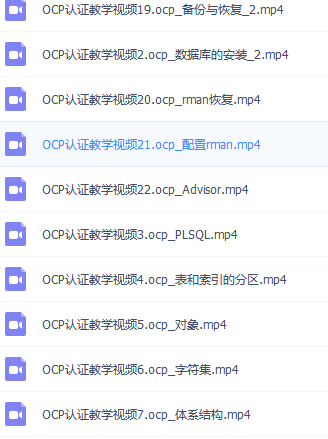 OCP认证教学视频19.ocp_备份与恢复_2.mp4
OCP认证教学视频2.ocp_数据库的安装_2.mp4
OCP认证教学视频20.ocp_rman恢复.mp4
OCP认证教学视频21.ocp_配置rman.mp4
OCP认证教学视频22.ocp_Advisor.mp4
OCP认证教学视频3.ocp_PLSQL.mp4
OCP认证教学视频4.ocp_表和索引的分区.mp4
OCP认证教学视频5.ocp_对象.mp4
OCP认证教学视频6.ocp_字符集.mp4
OCP认证教学视频7.ocp_体系结构.mp4